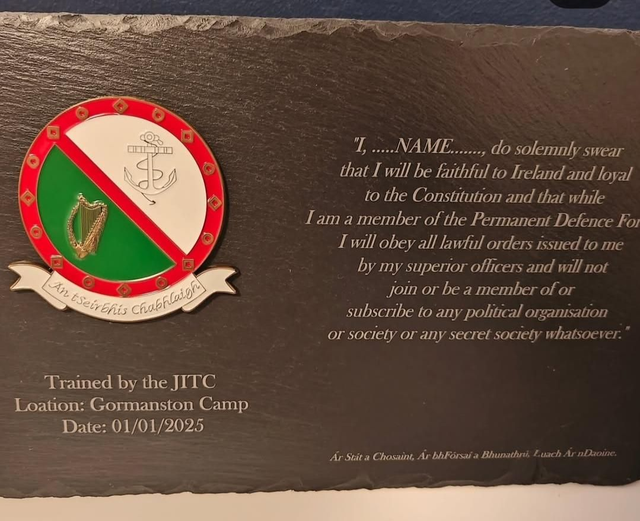 An tSeirbhís Chabhlaigh
Trained by the JITC
Loation: Gormanston Camp
Date: 01/01/2025
"I, .....NAME......., do solemnly swear
that I will be faithful to Ireland and loyal
to the Constitution and that while
I am a member of the Permanent Defence For
I will obey all lawful orders issued to me
by my superior officers and will not
join or be a member of or
subscribe to any political organisation
or society or any secret society whatsoever."
Ár Stát a Chosaint, Ár bhFórsaí a Bhunathrú, Luach Ár nDaoine.